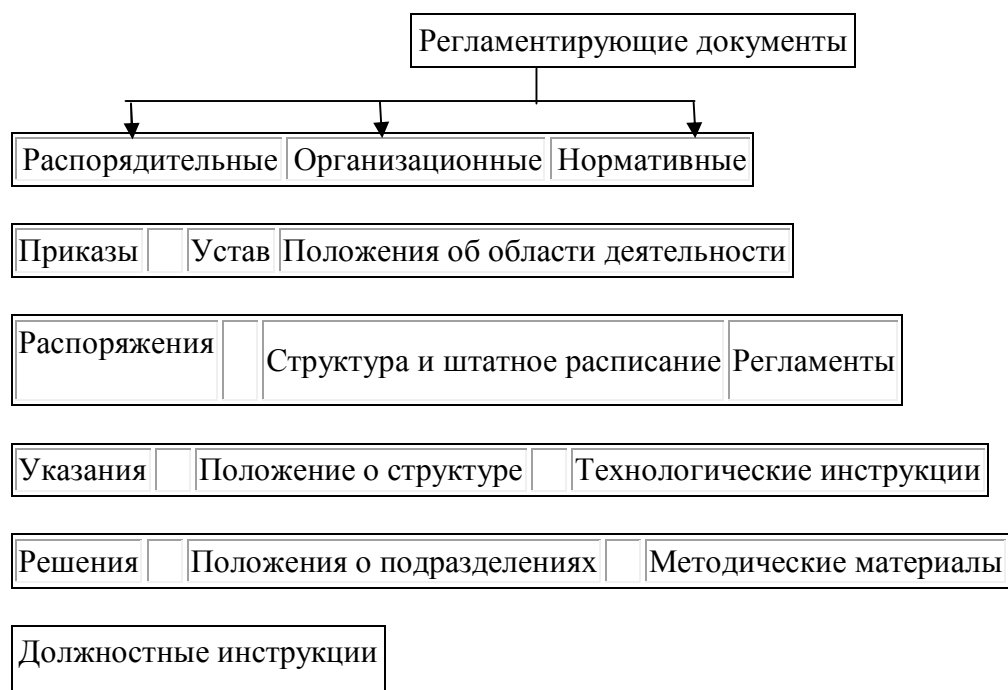 Регламентирующие документы
Распорядительные Организационные Нормативные
Приказы Устав Положения об области деятельности
Распоряжения Структура и штатное расписание Регламенты
Указания Положение о структуре Технологические инструкции
Решения Положения о подразделениях Методические материалы
Должностные инструкции